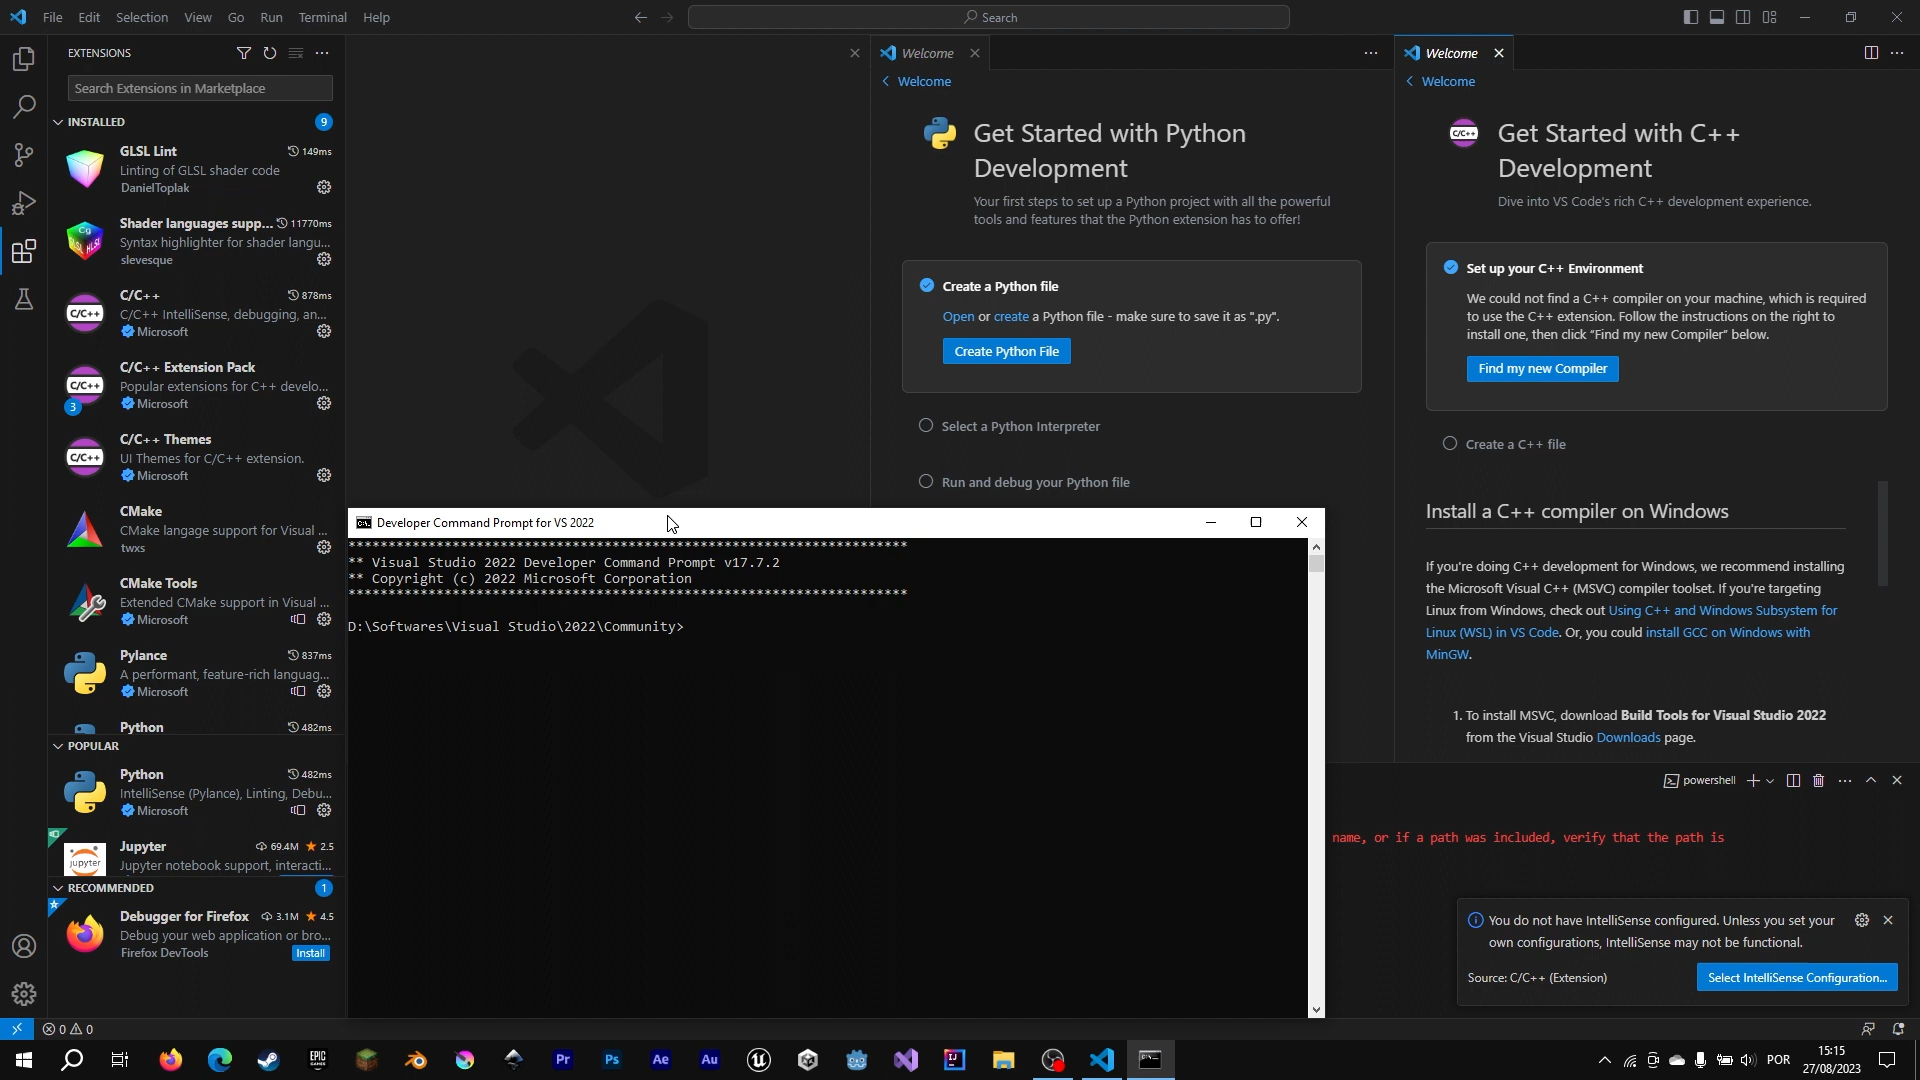 File Edit Selection View Go Run Terminal Help
Search
EXTENSIONS
Search Extensions in Marketplace
INSTALLED 9
GLSL Lint 149ms
Linting of GLSL shader code
DanielToplak
Shader languages supp... 11770ms
Syntax highlighter for shader langu...
slevesque
C/C++ 878ms
C/C++ IntelliSense, debugging, an...
Microsoft
C/C++ Extension Pack
Popular extensions for C++ develo...
3 Microsoft
C/C++ Themes
UI Themes for C/C++ extension.
Microsoft
CMake
CMake langage support for Visual ...
twxs
CMake Tools
Extended CMake support in Visual ...
Microsoft
Pylance 837ms
A performant, feature-rich languag...
Microsoft
Python 482ms
POPULAR
Python 482ms
IntelliSense (Pylance), Linting, Debu...
Microsoft
Jupyter 69.4M 2.5
Jupyter notebook support, interacti...
RECOMMENDED 1
Debugger for Firefox 3.1M 4.5
Debug your web application or bro...
Firefox DevTools Install
Welcome
Welcome
Get Started with Python
Development
Your first steps to set up a Python project with all the powerful
tools and features that the Python extension has to offer!
Create a Python file
Open or create a Python file - make sure to save it as ".py".
Create Python File
Select a Python Interpreter
Run and debug your Python file
Welcome
Welcome
C/C++
Get Started with C++
Development
Dive into VS Code's rich C++ development experience.
Set up your C++ Environment
We could not find a C++ compiler on your machine, which is required
to use the C++ extension. Follow the instructions on the right to
install one, then click "Find my new Compiler" below.
Find my new Compiler
Create a C++ file
Install a C++ compiler on Windows
If you're doing C++ development for Windows, we recommend installing
the Microsoft Visual C++ (MSVC) compiler toolset. If you're targeting
Linux from Windows, check out Using C++ and Windows Subsystem for
Linux (WSL) in VS Code. Or, you could install GCC on Windows with
MinGW.
1. To install MSVC, download Build Tools for Visual Studio 2022
from the Visual Studio Downloads page.
Developer Command Prompt for VS 2022
**********************************************************************
** Visual Studio 2022 Developer Command Prompt v17.7.2
** Copyright (c) 2022 Microsoft Corporation
**********************************************************************
D:\Softwares\Visual Studio\2022\Community>
powershell
name, or if a path was included, verify that the path is
You do not have IntelliSense configured. Unless you set your
own configurations, IntelliSense may not be functional.
Source: C/C++ (Extension) Select IntelliSense Configuration...
0 0
EPIC GAMES Pr Ps Ae Au IJ
POR 15:15
27/08/2023